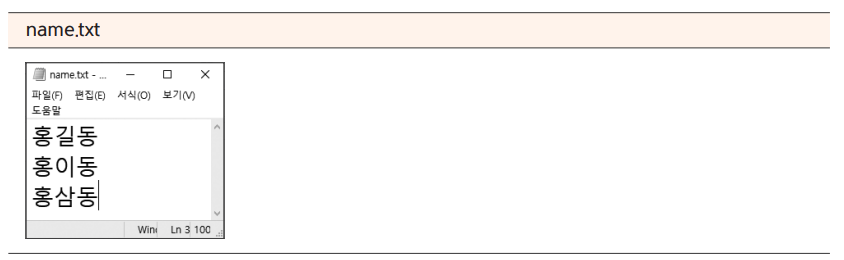 name.txt
name.txt - ...
파일(F) 편집(E) 서식(O) 보기(V)
도움말
홍길동
홍이동
홍삼동
Win Ln 3 100